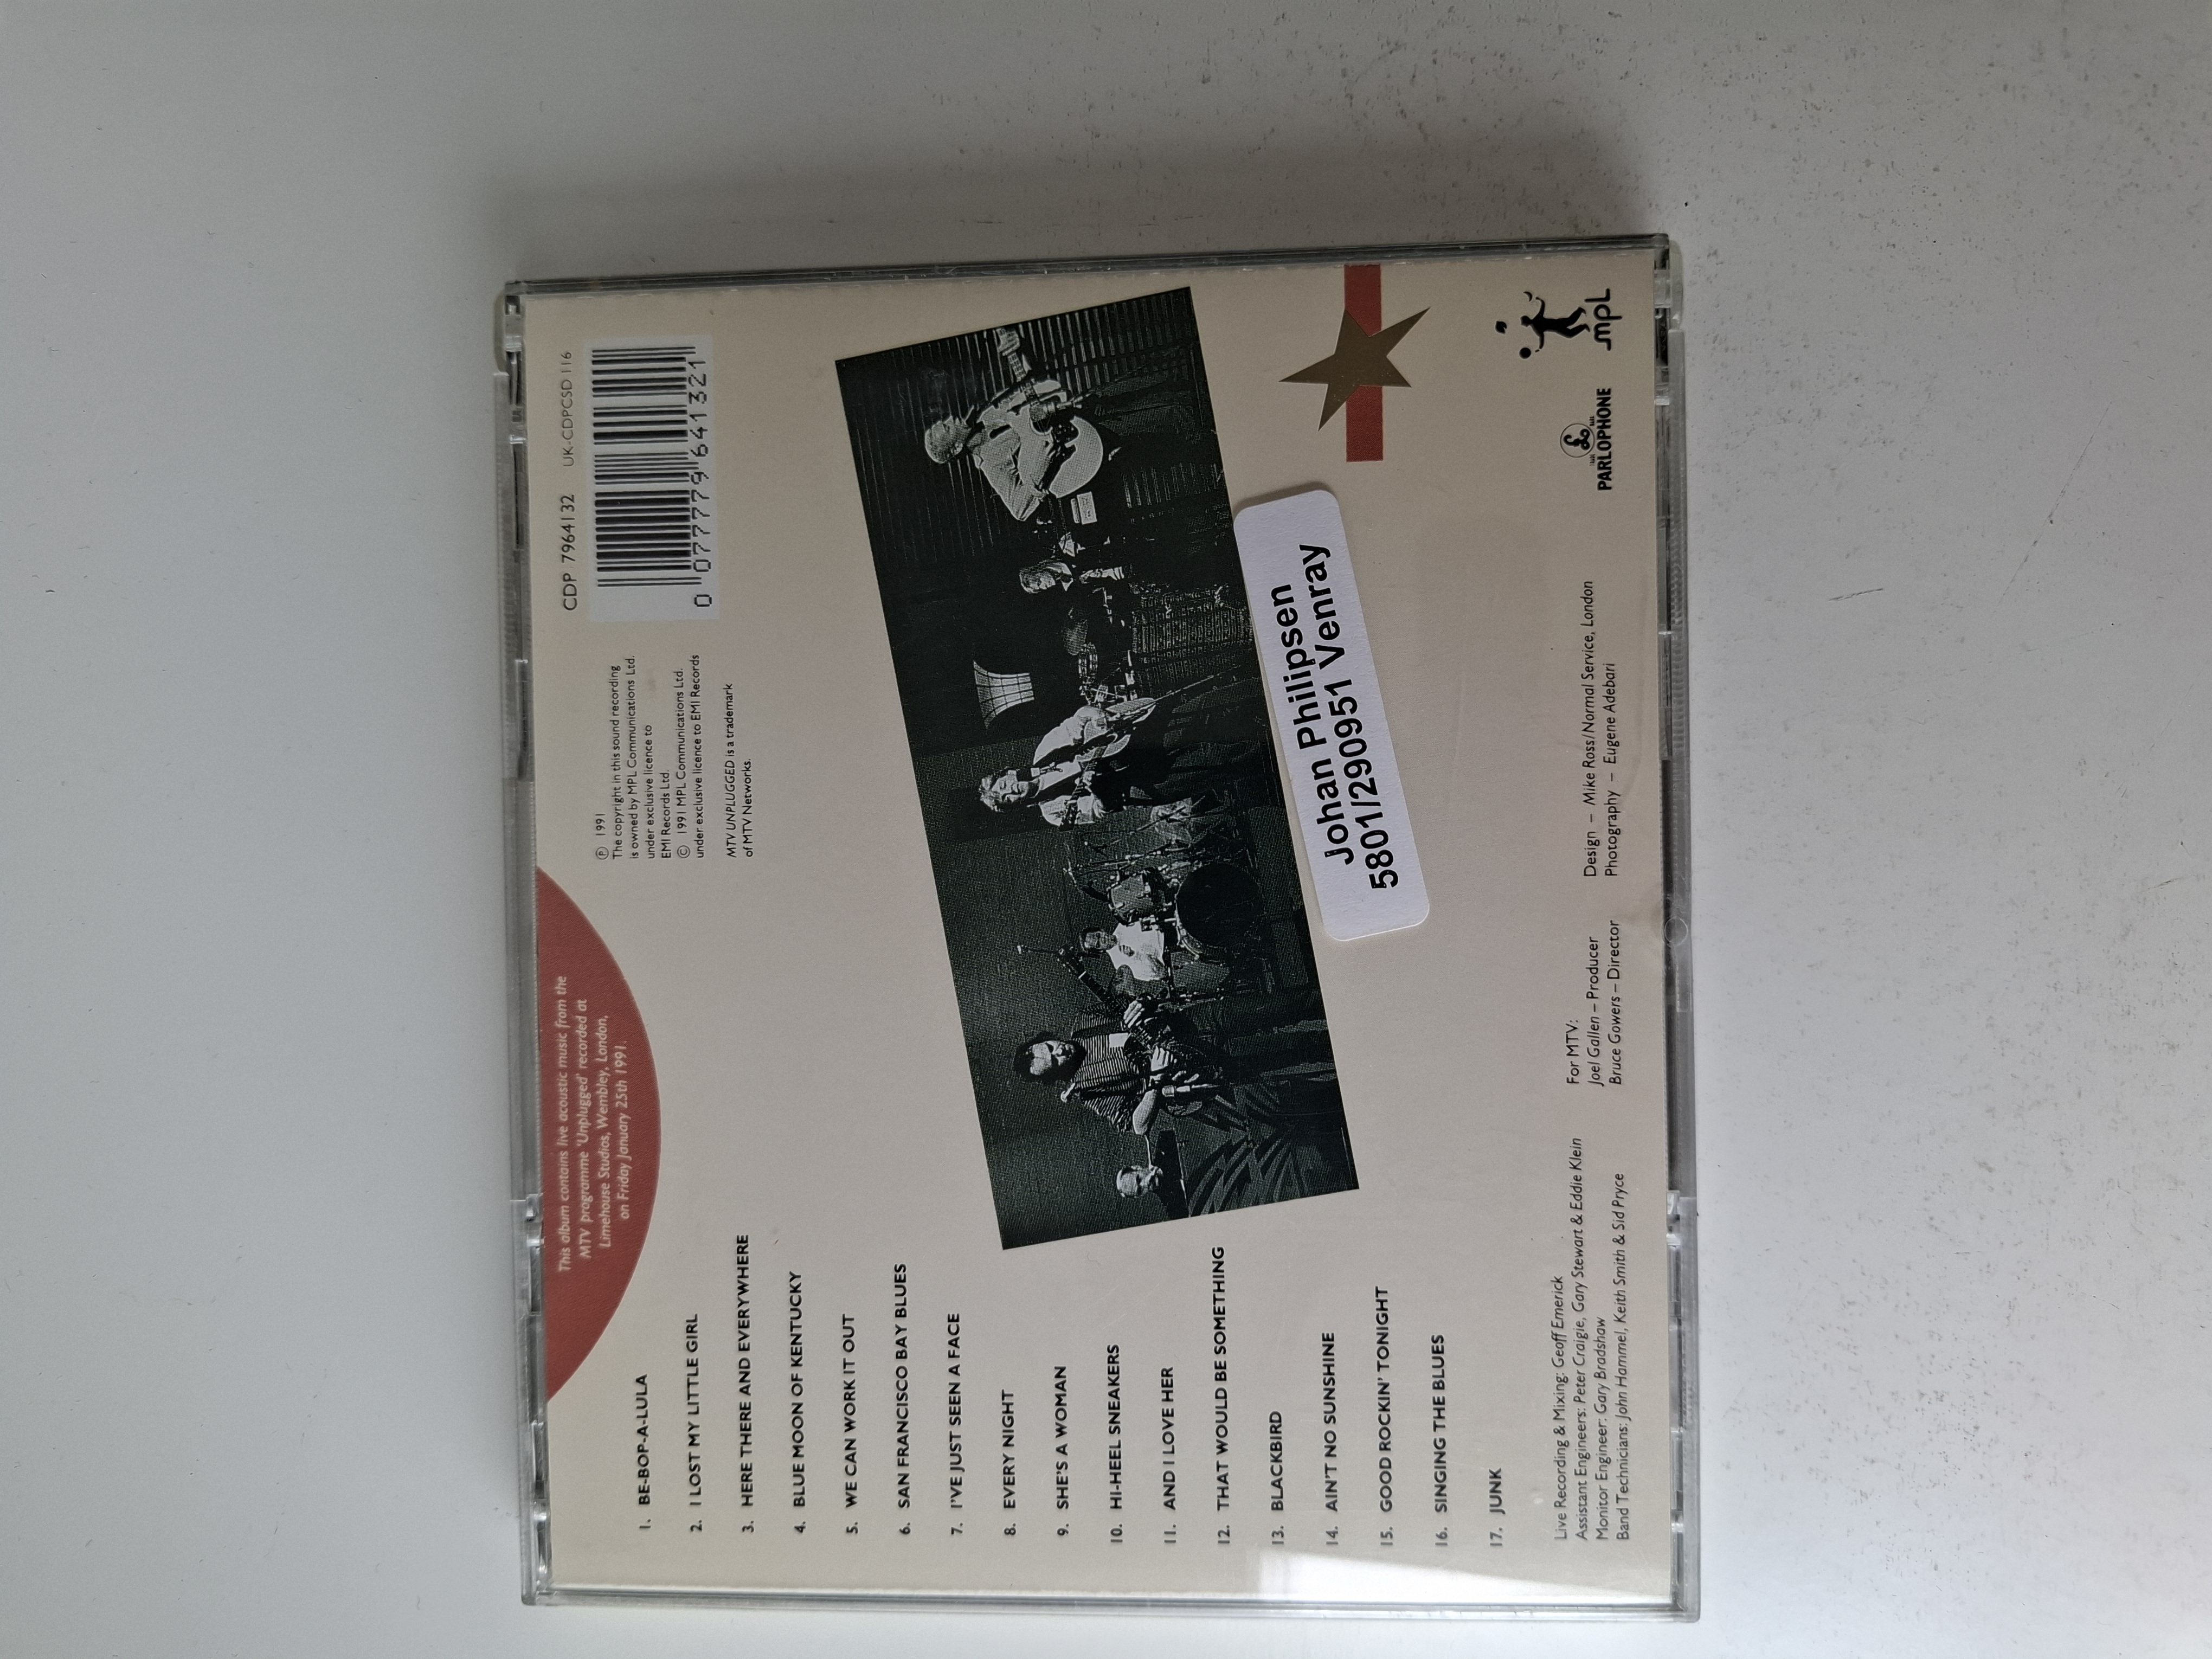 This album contains live acoustic music from the
MTV programme 'Unplugged' recorded at
Limehouse Studios, Wembley, London,
on Friday January 25th 1991.
℗ 1991
The copyright in this sound recording
is owned by MPL Communications Ltd.
under exclusive licence to
EMI Records Ltd.
© 1991 MPL Communications Ltd.
under exclusive licence to EMI Records
MTV UNPLUGGED is a trademark
of MTV Networks.
CDP 7964132 UK-CDPCSD 116
0 077779 641321
1. BE-BOP-A-LULA
2. I LOST MY LITTLE GIRL
3. HERE THERE AND EVERYWHERE
4. BLUE MOON OF KENTUCKY
5. WE CAN WORK IT OUT
6. SAN FRANCISCO BAY BLUES
7. I'VE JUST SEEN A FACE
8. EVERY NIGHT
9. SHE'S A WOMAN
10. HI-HEEL SNEAKERS
11. AND I LOVE HER
12. THAT WOULD BE SOMETHING
13. BLACKBIRD
14. AIN'T NO SUNSHINE
15. GOOD ROCKIN' TONIGHT
16. SINGING THE BLUES
17. JUNK
Johan Philipsen
5801/290951 Venray
Live Recording & Mixing: Geoff Emerick
Assistant Engineers: Peter Craigie, Gary Stewart & Eddie Klein
Monitor Engineer: Gary Bradshaw
Band Technicians: John Hammel, Keith Smith & Sid Pryce
For MTV:
Joel Gallen – Producer
Bruce Gowers – Director
Design – Mike Ross/Normal Service, London
Photography – Eugene Adebari
PARLOPHONE
mpL